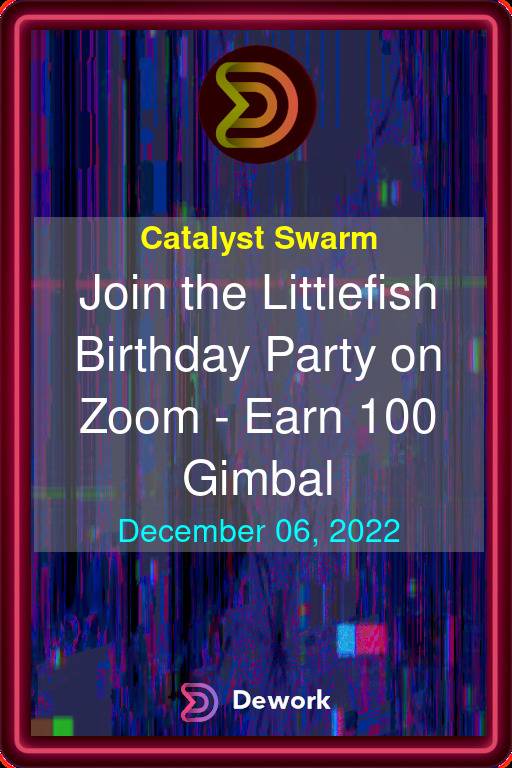 Catalyst Swarm
Join the Littlefish
Birthday Party on
Zoom - Earn 100
Gimbal
December 06, 2022
Dework